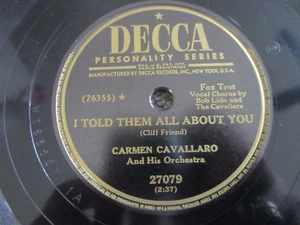 DECCA
PERSONALITY SERIES
MANUFACTURED BY DECCA RECORDS, INC., NEW YORK, U.S.A.
(76355) ★
Fox Trot
Vocal Chorus by
Bob Lido and
The Cavaliers
I TOLD THEM ALL ABOUT YOU
(Cliff Friend)
CARMEN CAVALLARO
And His Orchestra
27079
(2:37)